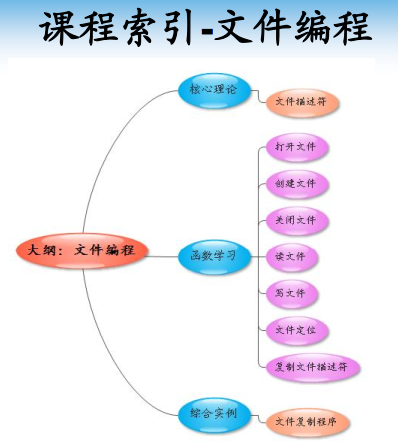 课程索引-文件编程
核心理论
文件描述符
打开文件
创建文件
关闭文件
大纲：文件编程
函数学习
读文件
写文件
文件定位
复制文件描述符
综合实例
文件复制程序